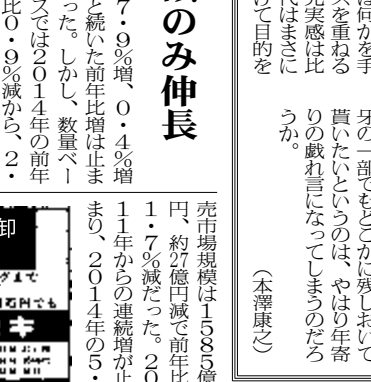 は何かを手
スを重ねる
充実感は比
代はまさに
けて目的を
牙の一部でもどこかに残しおいて
貰いたいというのは、やはり年寄
りの戯れ言になってしまうのだろ
うか。
（本澤康之）
のみ伸長
7・9％増、0・4％増
と続いた前年比増は止ま
った。しかし、数量ベー
スでは2014年の前年
比0・9％減から、2・
売市場規模は1585億
円、約27億円減で前年比
1・7％減だった。20
11年からの連続増が止
まり、2014年の5・
卸